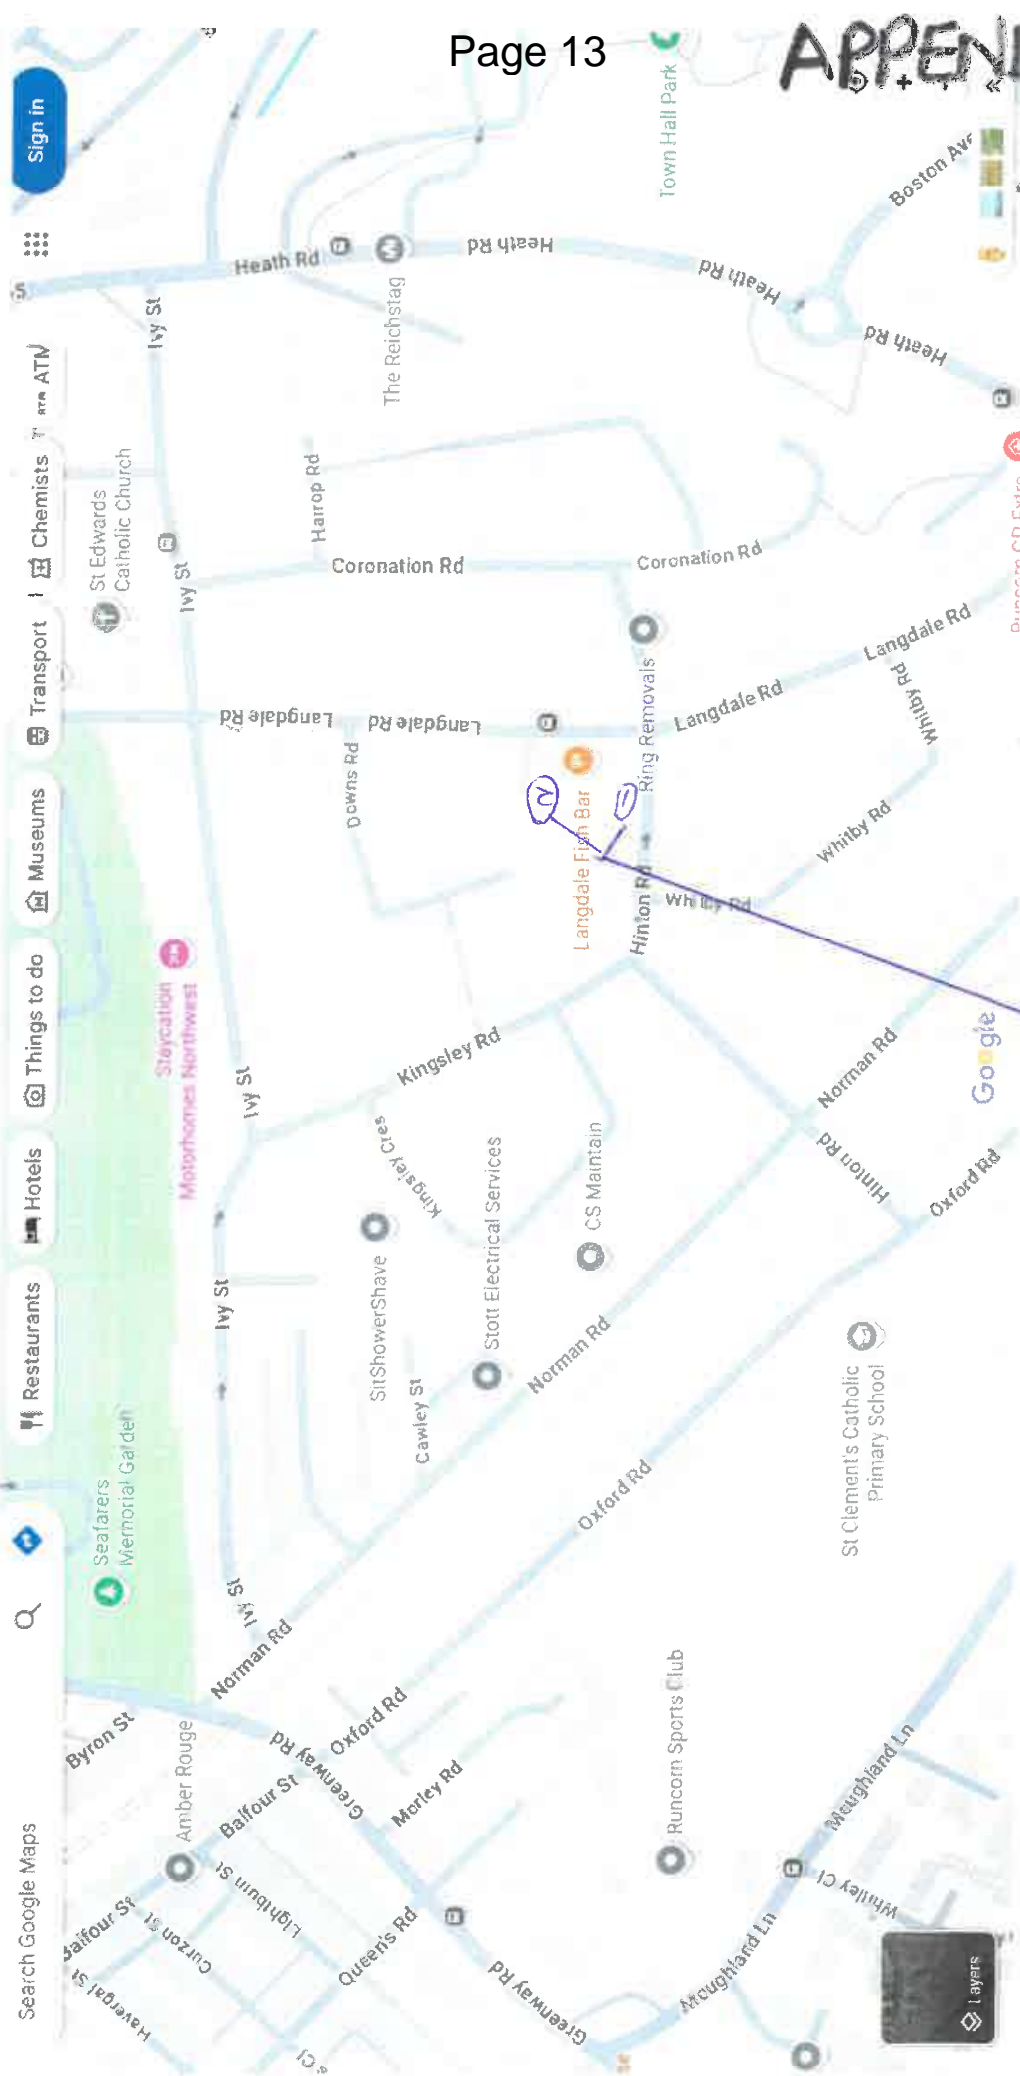 Page 13
APPEN
Search Google Maps
Restaurants
Hotels
Things to do
Museums
Transport
Chemists
ATM
Sign in
Seafarers
Memorial Garden
Staycation
Motorhomes Northwest
St Edwards
Catholic Church
Byron St
Amber Rouge
Balfour St
Balfour St
Havergal St
Curzon St
Lightburn St
Queen's Rd
Greenway Rd
Greenway Rd
Morley Rd
Oxford Rd
Norman Rd
Ivy St
Ivy St
Ivy St
Ivy St
Ivy St
Heath Rd
Heath Rd
Heath Rd
Heath Rd
The Reichstag
Town Hall Park
Boston Ave
Harrop Rd
Coronation Rd
Coronation Rd
Langdale Rd
Langdale Rd
Langdale Rd
Langdale Rd
Downs Rd
Langdale Fish Bar
Ring Removals
2
1
Hinton Rd
Whitby Rd
Whitby Rd
Whitby Rd
Kingsley Rd
Kingsley Cres
SitShowerShave
Stott Electrical Services
CS Maintain
Cawley St
Norman Rd
Norman Rd
Hinton Rd
Oxford Rd
Oxford Rd
St Clement's Catholic
Primary School
Runcorn Sports Club
Moughland Ln
Moughland Ln
Whitley Cl
Google
Layers